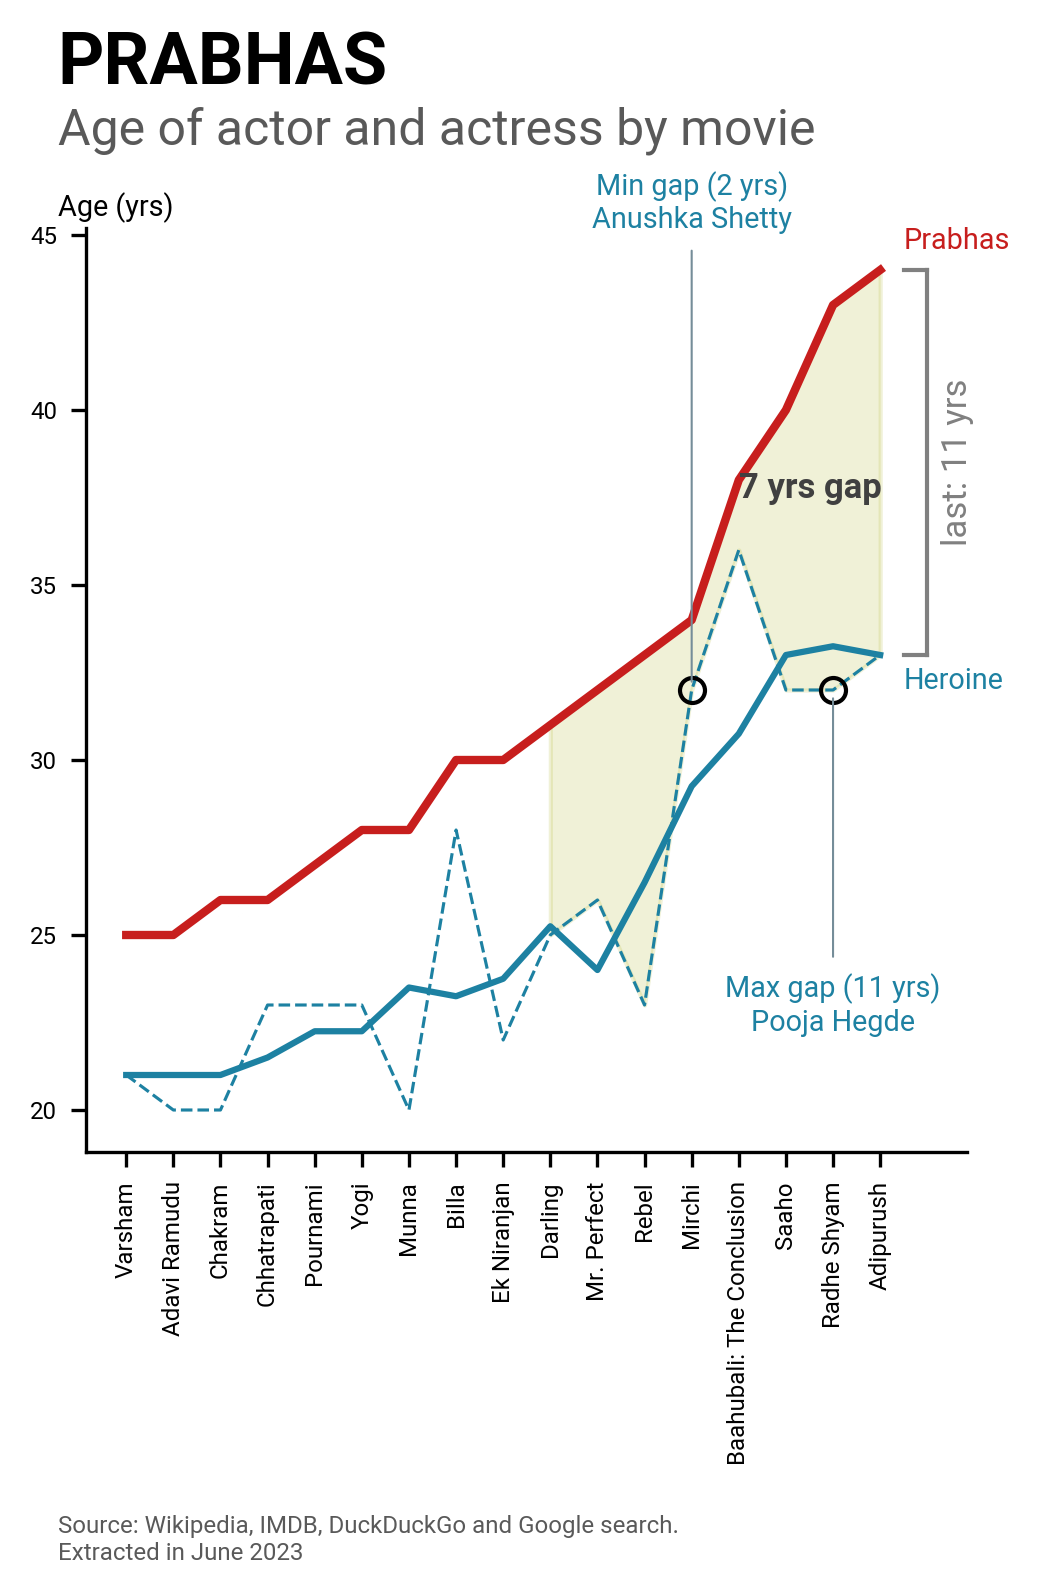 PRABHAS
Age of actor and actress by movie
Min gap (2 yrs)
Anushka Shetty
Age (yrs)
Prabhas
45
40
35
30
25
20
7 yrs gap
last: 11 yrs
Heroine
Max gap (11 yrs)
Pooja Hegde
Varsham
Adavi Ramudu
Chakram
Chhatrapati
Pournami
Yogi
Munna
Billa
Ek Niranjan
Darling
Mr. Perfect
Rebel
Mirchi
Baahubali: The Conclusion
Saaho
Radhe Shyam
Adipurush
Source: Wikipedia, IMDB, DuckDuckGo and Google search.
Extracted in June 2023